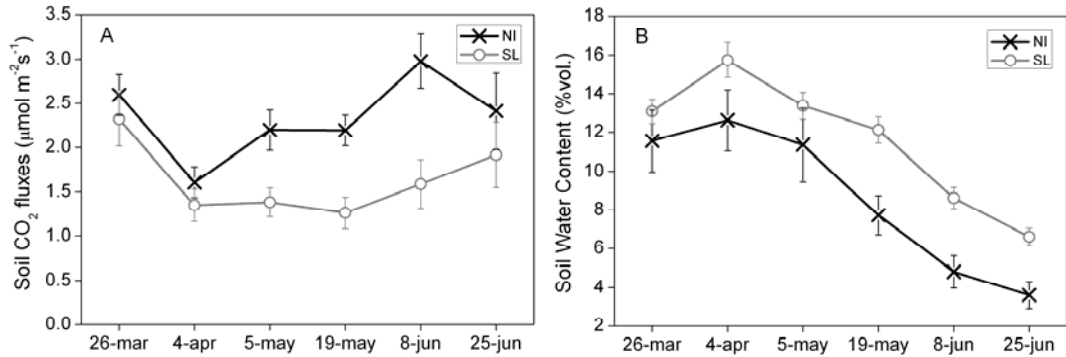 A
NI
SL
Soil CO₂ fluxes (μmol m⁻²s⁻¹)
3.5
3.0
2.5
2.0
1.5
1.0
0.5
0.0
26-mar 4-apr 5-may 19-may 8-jun 25-jun
B
NI
SL
Soil Water Content (%vol.)
18
16
14
12
10
8
6
4
2
26-mar 4-apr 5-may 19-may 8-jun 25-jun